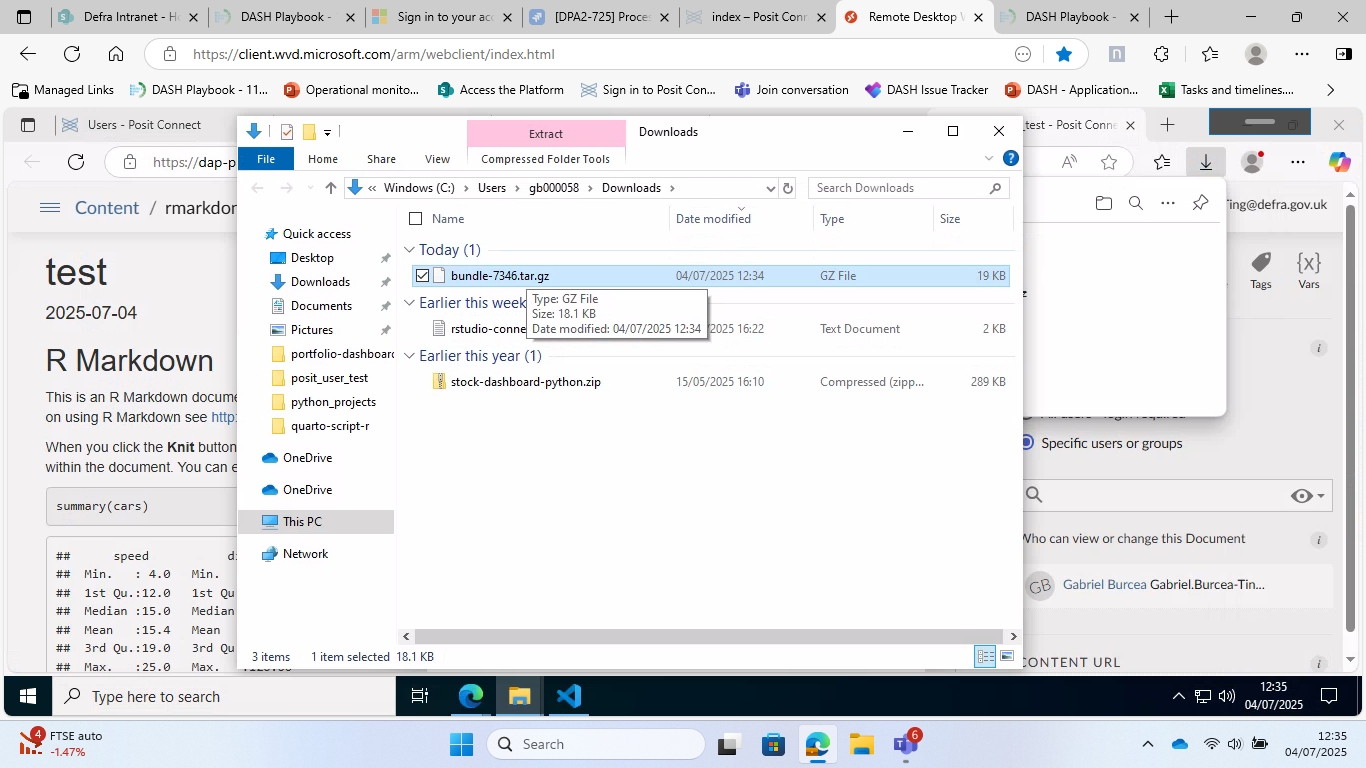 Defra Intranet - Ho
DASH Playbook -
Sign in to your acc
[DPA2-725] Proces
index – Posit Conn
Remote Desktop W
DASH Playbook -
https://client.wvd.microsoft.com/arm/webclient/index.html
Managed Links
DASH Playbook - 11...
Operational monito...
Access the Platform
Sign in to Posit Con...
Join conversation
DASH Issue Tracker
DASH - Application...
Tasks and timelines....
Users - Posit Connect
Extract
Downloads
_test - Posit Conne
https://dap-p
File
Home
Share
View
Compressed Folder Tools
« Windows (C:) > Users > gb000058 > Downloads >
Search Downloads
Content / rmarkdov
Ting@defra.gov.uk
Name
Date modified
Type
Size
Quick access
Desktop
Downloads
Documents
Pictures
portfolio-dashboard
posit_user_test
python_projects
quarto-script-r
OneDrive
OneDrive
This PC
Network
Today (1)
bundle-7346.tar.gz
04/07/2025 12:34
GZ File
19 KB
Earlier this week
Type: GZ File
Size: 18.1 KB
Date modified: 04/07/2025 12:34
rstudio-conne
2025 16:22
Text Document
2 KB
Earlier this year (1)
stock-dashboard-python.zip
15/05/2025 16:10
Compressed (zipp...
289 KB
3 items
1 item selected 18.1 KB
test
2025-07-04
R Markdown
This is an R Markdown docume
on using R Markdown see http:
When you click the Knit button
within the document. You can e
summary(cars)
## speed di
## Min. : 4.0 Min.
## 1st Qu.:12.0 1st Qu
## Median :15.0 Median
## Mean :15.4 Mean
## 3rd Qu.:19.0 3rd Qu
## Max. :25.0 Max.
Tags
Vars
z
Specific users or groups
Who can view or change this Document
GB
Gabriel Burcea Gabriel.Burcea-Tin...
CONTENT URL
Type here to search
12:35
04/07/2025
4
FTSE auto
-1.47%
Search
6
12:35
04/07/2025